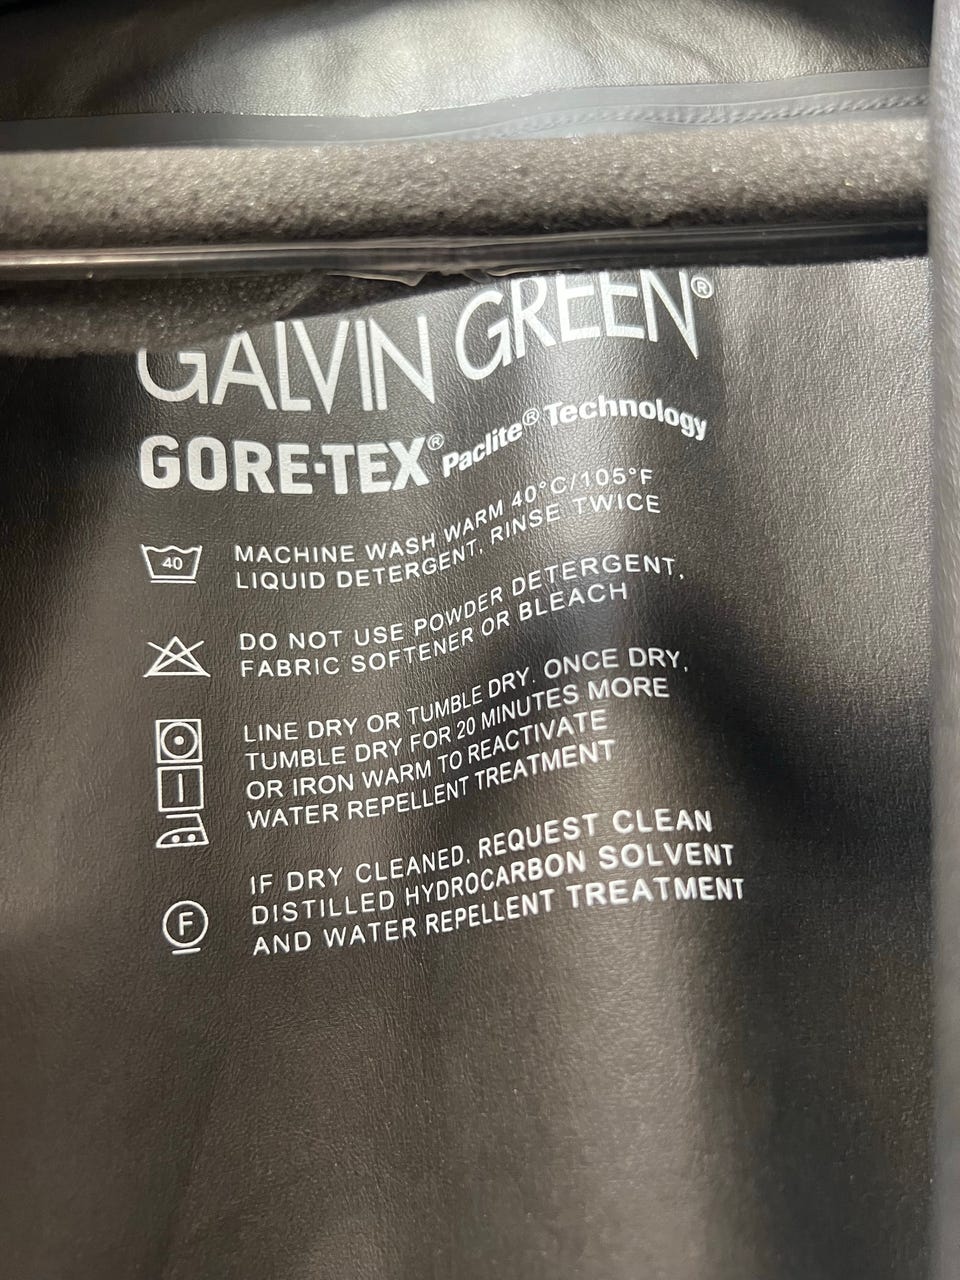 GALVIN GREEN®
GORE-TEX® Paclite® Technology
40
MACHINE WASH WARM 40°C/105°F
LIQUID DETERGENT, RINSE TWICE
DO NOT USE POWDER DETERGENT,
FABRIC SOFTENER OR BLEACH
LINE DRY OR TUMBLE DRY. ONCE DRY,
TUMBLE DRY FOR 20 MINUTES MORE
OR IRON WARM TO REACTIVATE
WATER REPELLENT TREATMENT
IF DRY CLEANED, REQUEST CLEAN
DISTILLED HYDROCARBON SOLVENT
AND WATER REPELLENT TREATMENT
F